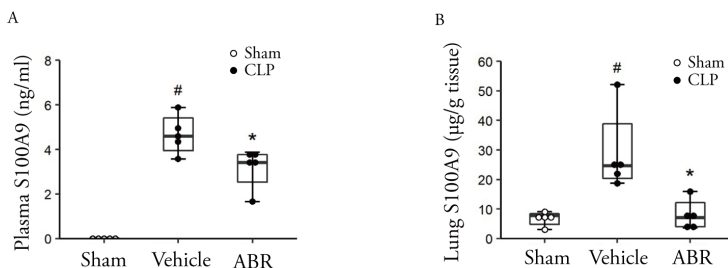 A
Plasma S100A9 (ng/ml)
8
6
4
2
0
Sham
CLP
#
*
Sham Vehicle ABR
B
Lung S100A9 (µg/g tissue)
60
50
40
30
20
10
0
Sham
CLP
#
*
Sham Vehicle ABR